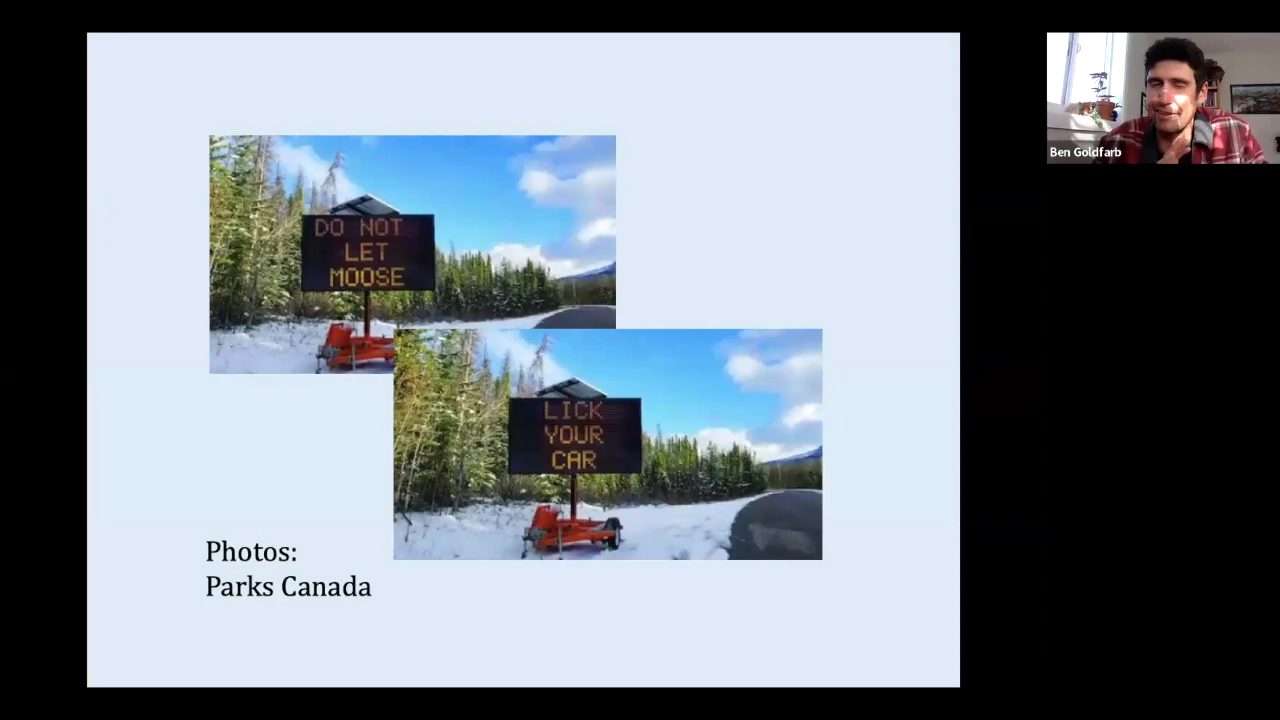 DO NOT
LET
MOOSE
LICK
YOUR
CAR
Photos:
Parks Canada
Ben Goldfarb